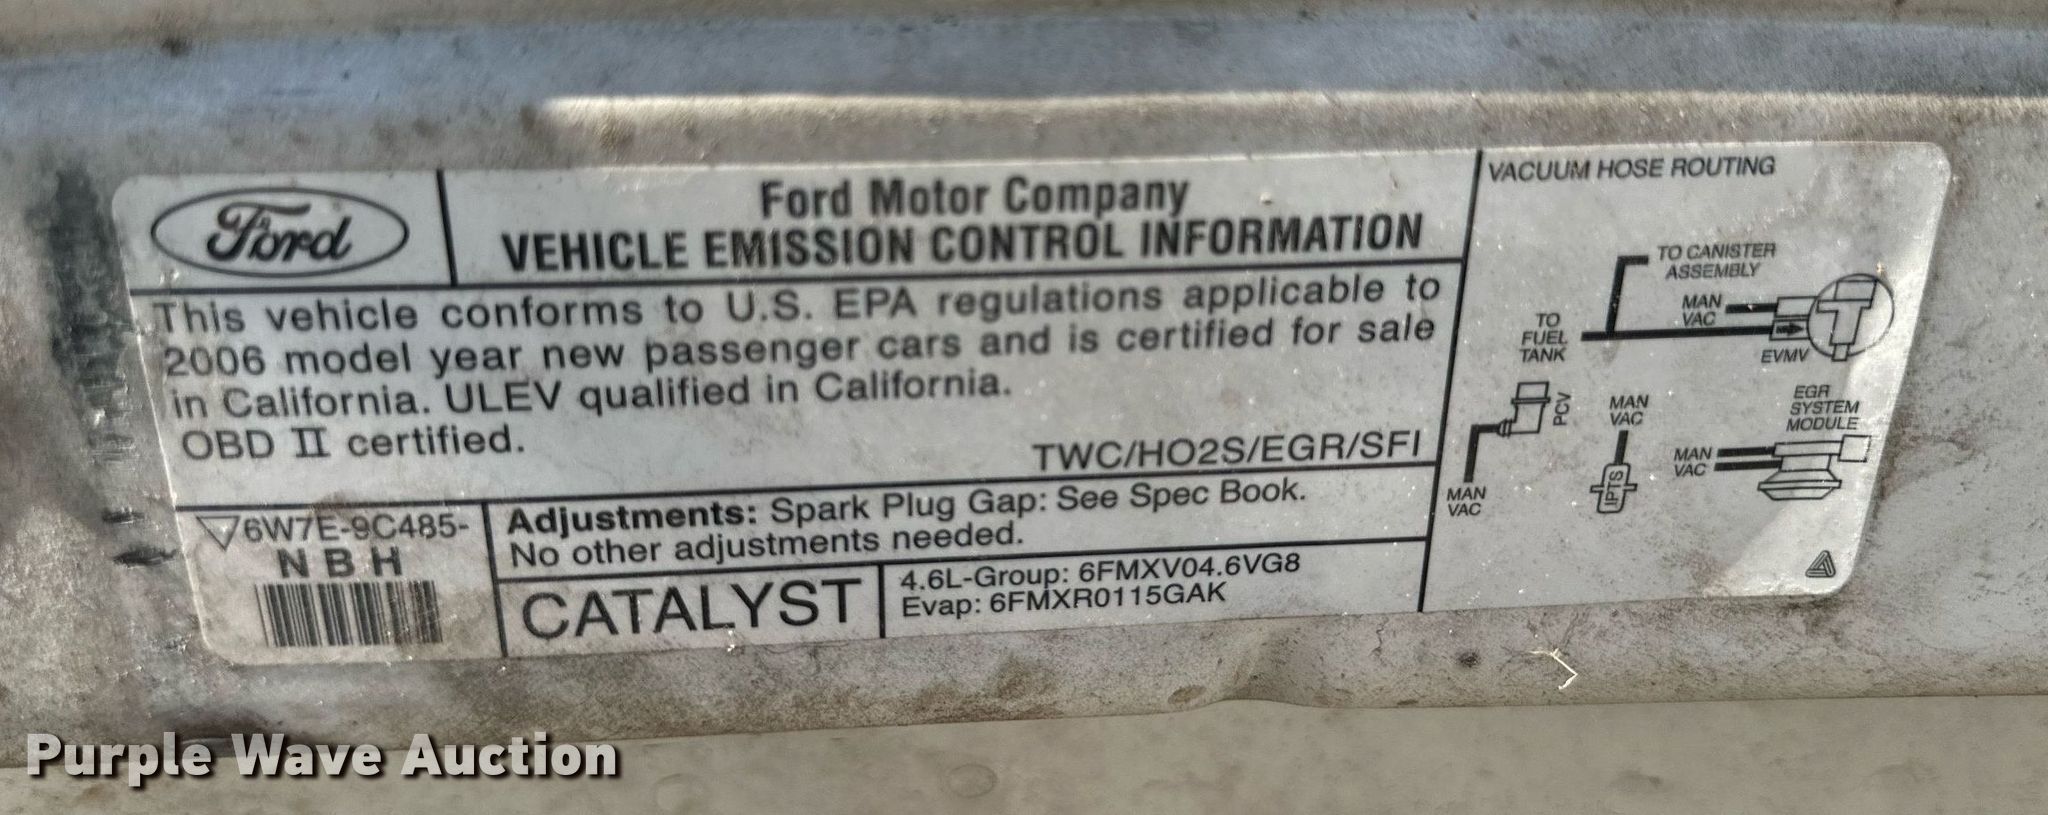 Ford
Ford Motor Company
VEHICLE EMISSION CONTROL INFORMATION
This vehicle conforms to U.S. EPA regulations applicable to
2006 model year new passenger cars and is certified for sale
in California. ULEV qualified in California.
OBD II certified.
TWC/HO2S/EGR/SFI
6W7E-9C485-
N B H
Adjustments: Spark Plug Gap: See Spec Book.
No other adjustments needed.
CATALYST
4.6L-Group: 6FMXV04.6VG8
Evap: 6FMXR0115GAK
VACUUM HOSE ROUTING
TO CANISTER
ASSEMBLY
MAN
VAC
TO
FUEL
TANK
EVMV
PCV
MAN
VAC
MAN
VAC
IPTS
EGR
SYSTEM
MODULE
MAN
VAC
Purple Wave Auction